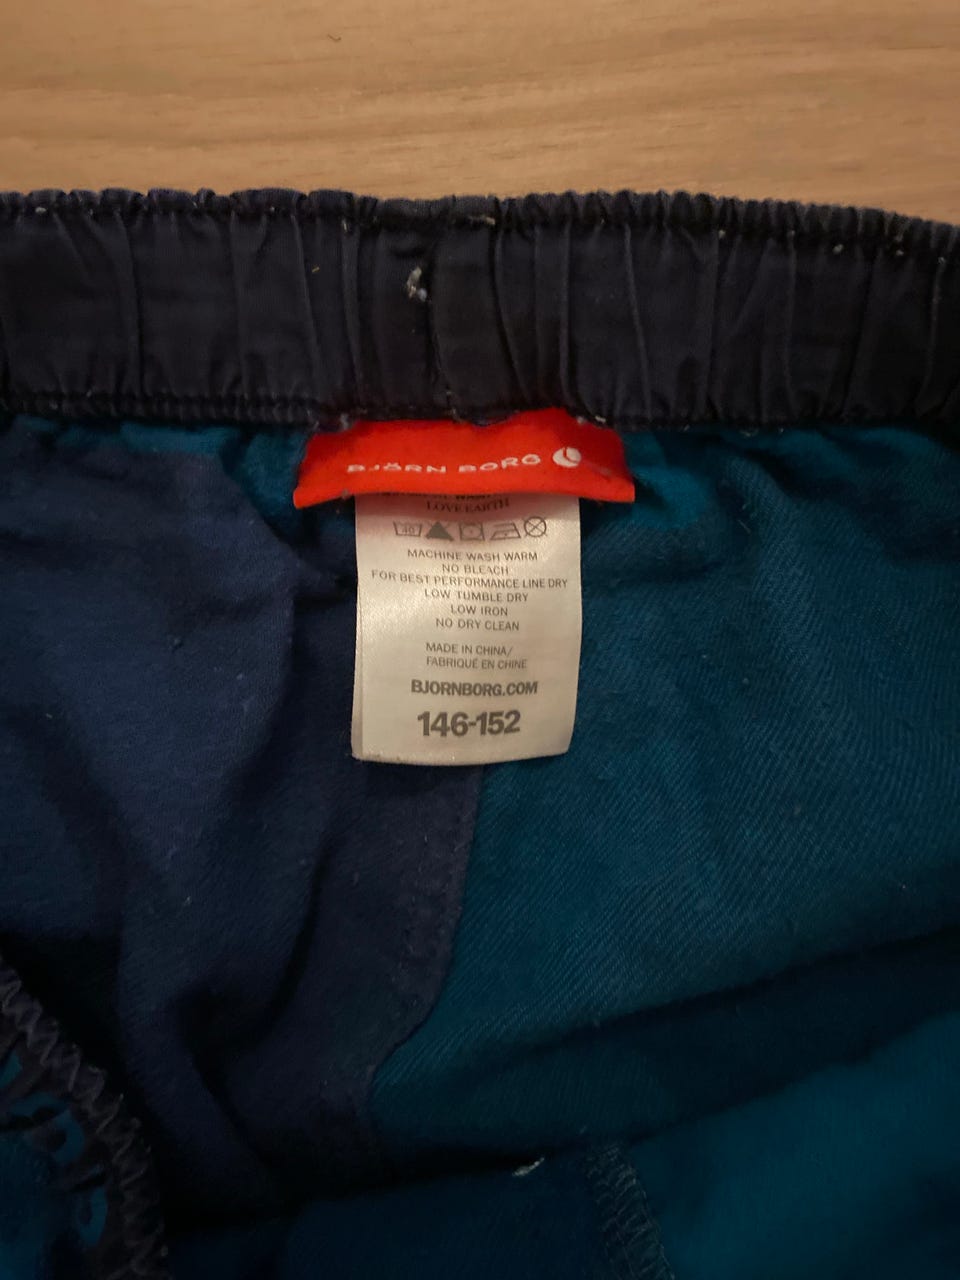 BJÖRN BORG
LOVE EARTH
40
MACHINE WASH WARM
NO BLEACH
FOR BEST PERFORMANCE LINE DRY
LOW TUMBLE DRY
LOW IRON
NO DRY CLEAN
MADE IN CHINA/
FABRIQUÉ EN CHINE
BJORNBORG.COM
146-152